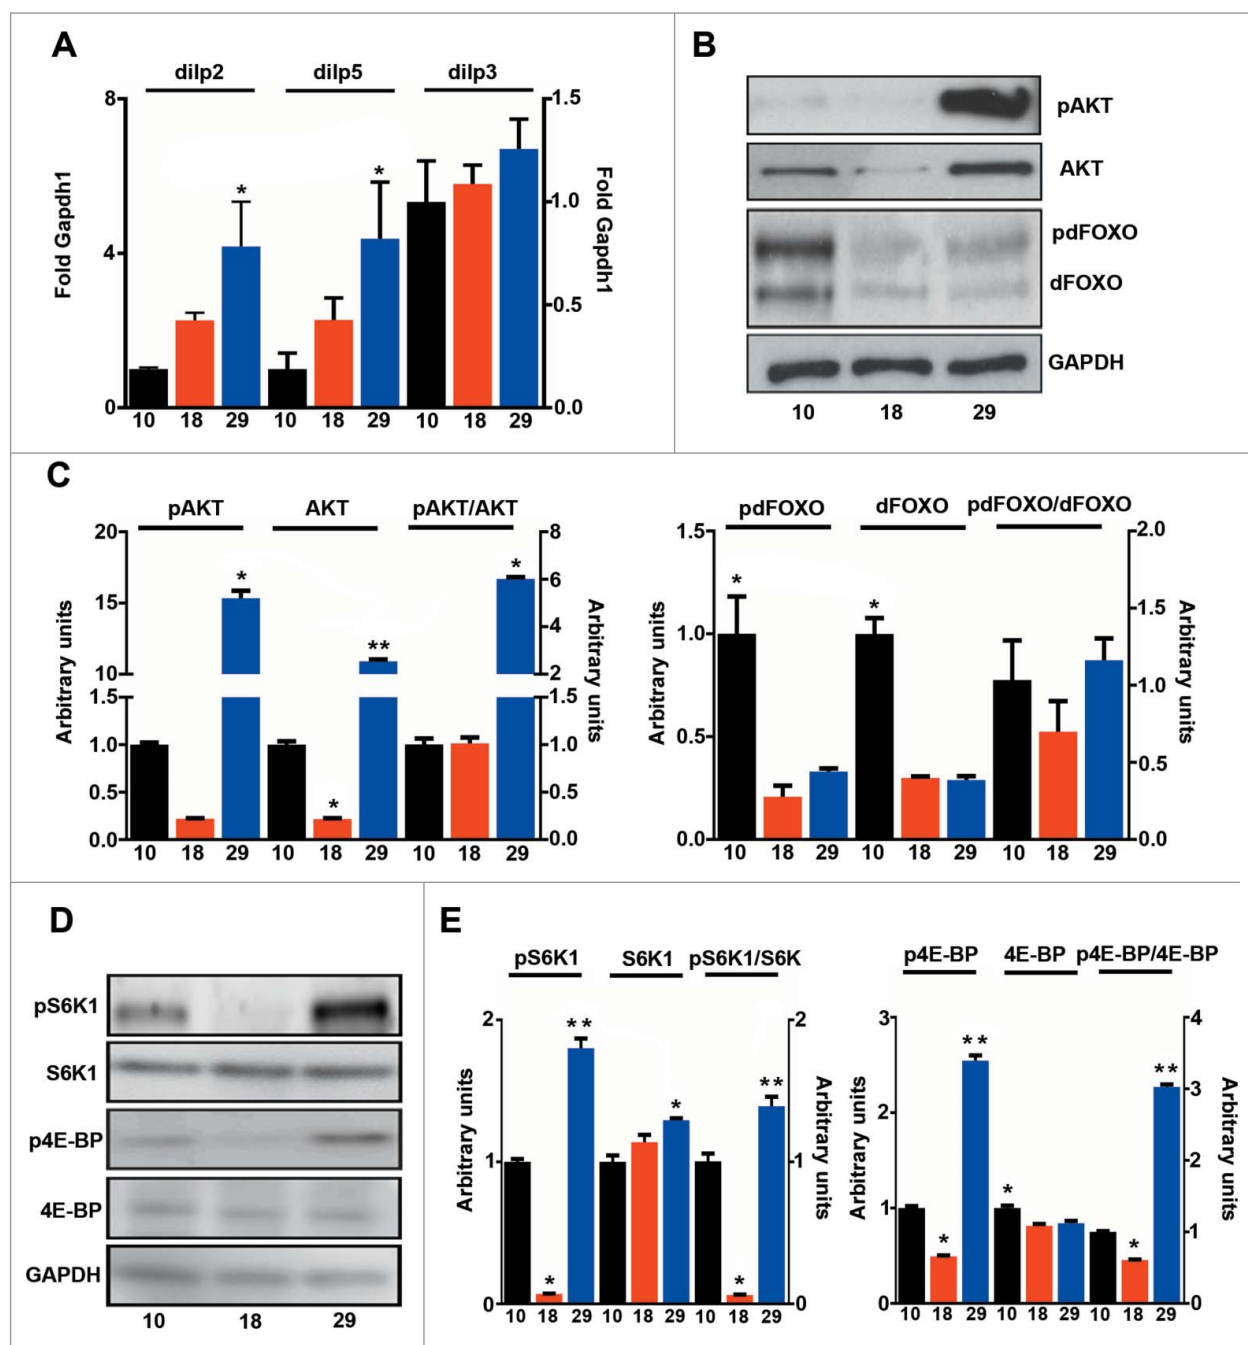 A
dilp2 dilp5 dilp3
8 1.5
1.0
4
0.5
0 0.0
Fold Gapdh1
Fold Gapdh1
* *
10 18 29 10 18 29 10 18 29
B
pAKT
AKT
pdFOXO
dFOXO
GAPDH
10 18 29
C
pAKT AKT pAKT/AKT
20 8
15 6
4
10 2
1.5 1.5
1.0 1.0
0.5 0.5
0.0 0.0
Arbitrary units
Arbitrary units
* * ** *
10 18 29 10 18 29 10 18 29
pdFOXO dFOXO pdFOXO/dFOXO
1.5 2.0
1.5
1.0
1.0
0.5
0.5
0.0 0.0
Arbitrary units
Arbitrary units
* *
10 18 29 10 18 29 10 18 29
D
pS6K1
S6K1
p4E-BP
4E-BP
GAPDH
10 18 29
E
pS6K1 S6K1 pS6K1/S6K
2 2
1 1
0 0
Arbitrary units
Arbitrary units
* ** * * **
10 18 29 10 18 29 10 18 29
p4E-BP 4E-BP p4E-BP/4E-BP
3 4
3
2
2
1
1
0 0
Arbitrary units
Arbitrary units
* ** * * **
10 18 29 10 18 29 10 18 29